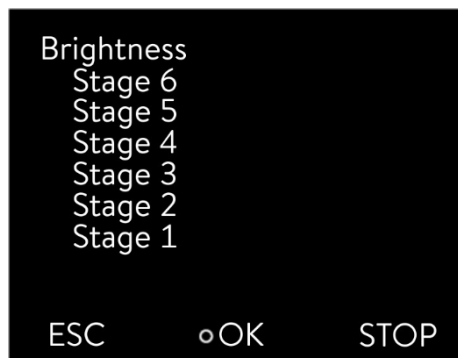 Brightness
Stage 6
Stage 5
Stage 4
Stage 3
Stage 2
Stage 1
ESC OK STOP